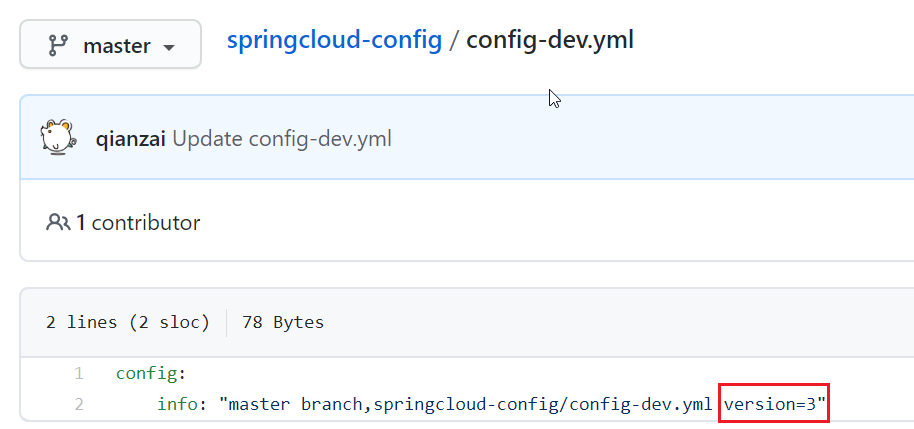 master springcloud-config / config-dev.yml
qianzai Update config-dev.yml
1 contributor
2 lines (2 sloc) 78 Bytes
1 config:
2 info: "master branch,springcloud-config/config-dev.yml version=3"